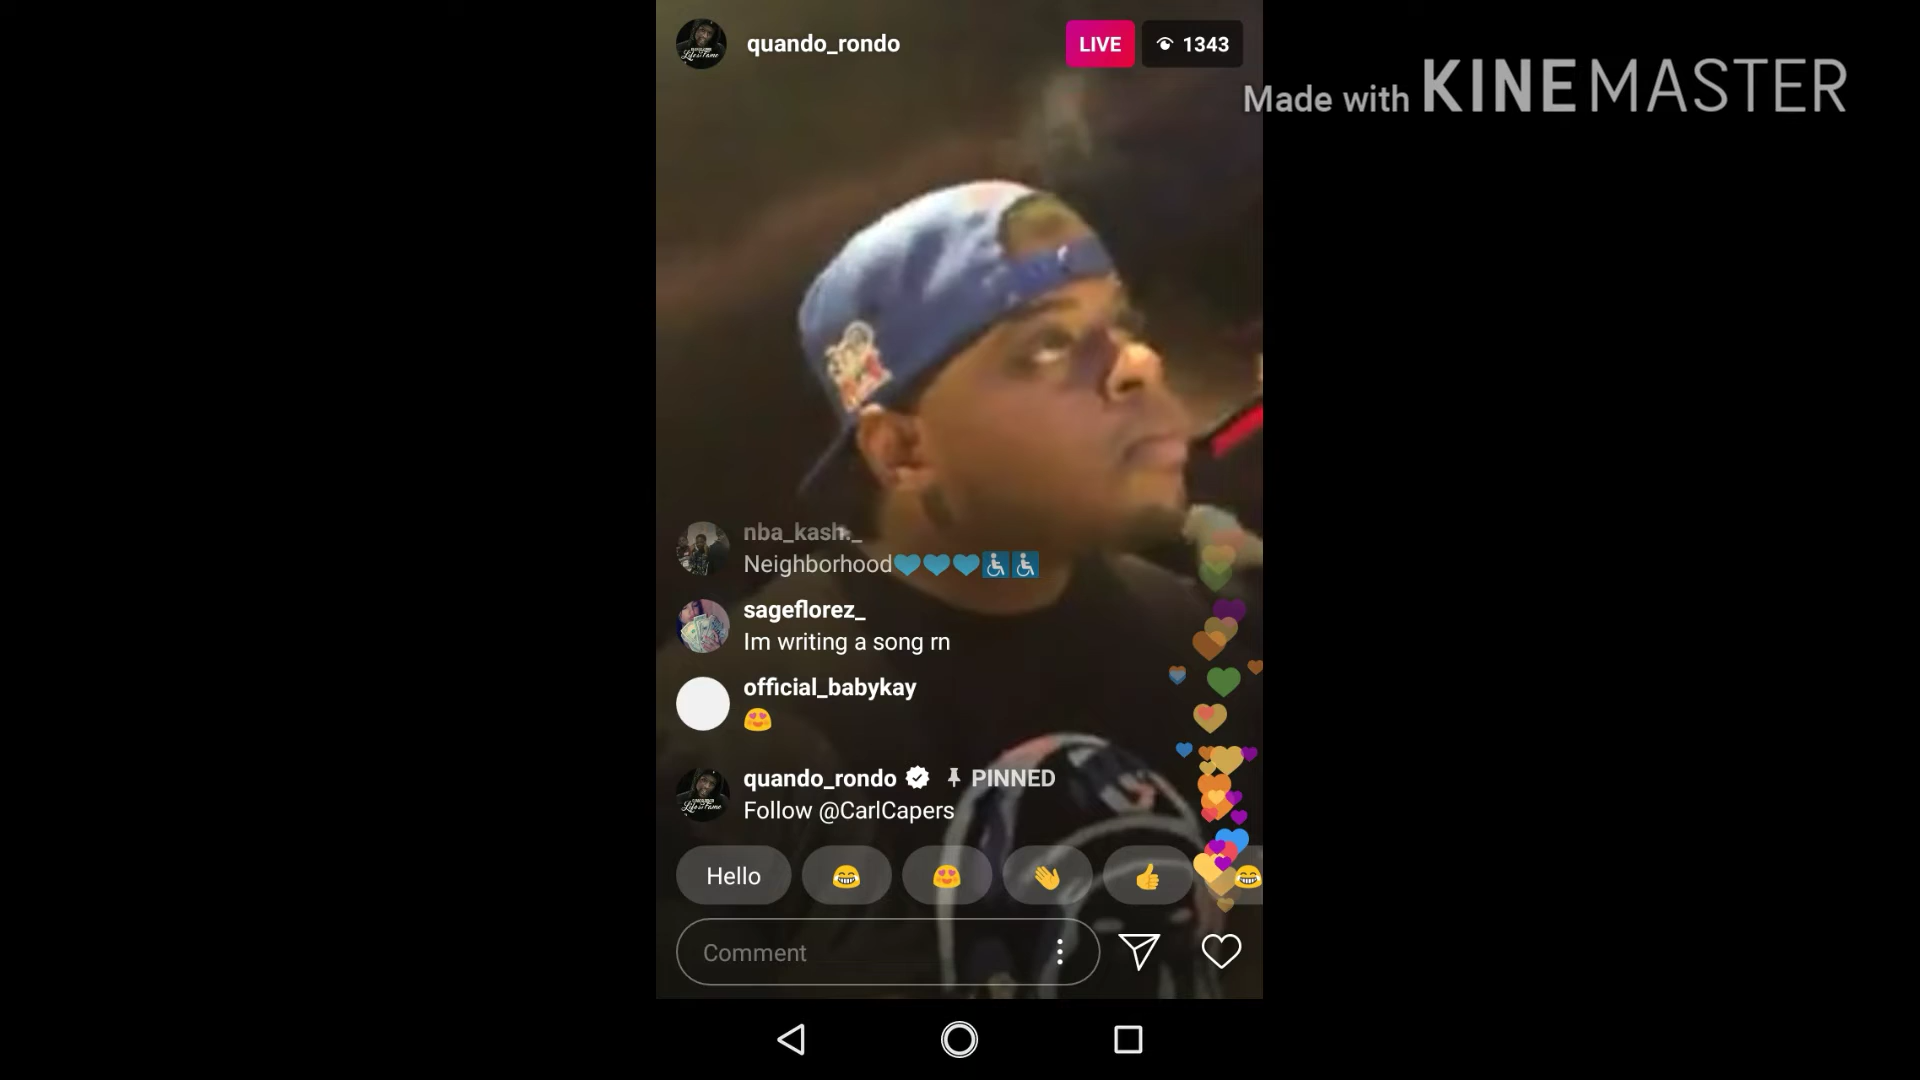 quando_rondo
LIVE
1343
Made with KINEMASTER
nba_kash._
Neighborhood💙💙💙♿♿
sageflorez_
Im writing a song rn
official_babykay
😍
quando_rondo PINNED
Follow @CarlCapers
Hello 😂 😍 👏 👍 😂
Comment